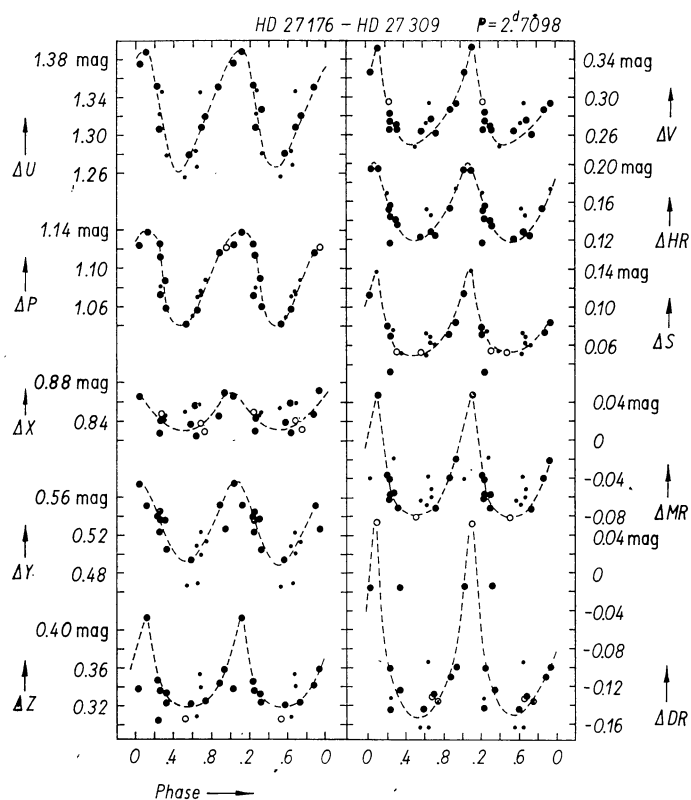 HD 27176 – HD 27309 P = 2.ᵈ7098
1.38 mag
1.34
1.30
1.26
ΔU
1.14 mag
1.10
1.06
ΔP
0.88 mag
0.84
ΔX
0.56 mag
0.52
0.48
ΔY
0.40 mag
0.36
0.32
ΔZ
0.34 mag
0.30
0.26
ΔV
0.20 mag
0.16
0.12
ΔHR
0.14 mag
0.10
0.06
ΔS
0.04 mag
0
-0.04
-0.08
ΔMR
0.04 mag
0
-0.04
-0.08
-0.12
-0.16
ΔDR
0 .4 .8 .2 .6 0
0 .4 .8 .2 .6 0
Phase